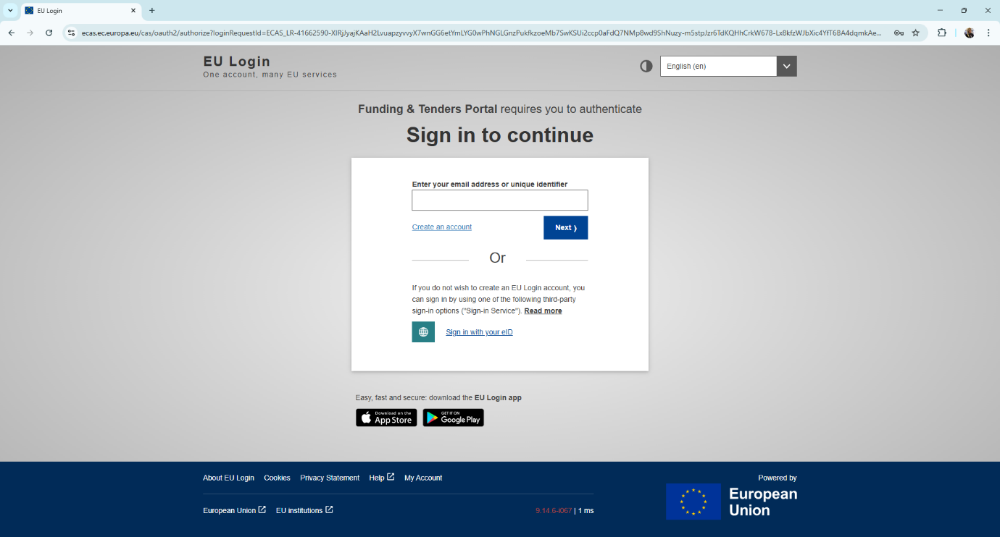 EU Login
ecas.ec.europa.eu/cas/oauth2/authorize?loginRequestId=ECAS_LR-41662590-
EU Login
One account, many EU services
English (en)
Funding & Tenders Portal requires you to authenticate
Sign in to continue
Enter your email address or unique identifier
Create an account
Next ❯
Or
If you do not wish to create an EU Login account, you
can sign in by using one of the following third-party
sign-in options ("Sign-in Service"). Read more
Sign in with your eID
Easy, fast and secure: download the EU Login app
Download on the
App Store
GET IT ON
Google Play
About EU Login Cookies Privacy Statement Help My Account
Powered by
European
Union
European Union EU institutions 9.14.6-i067 | 1 ms